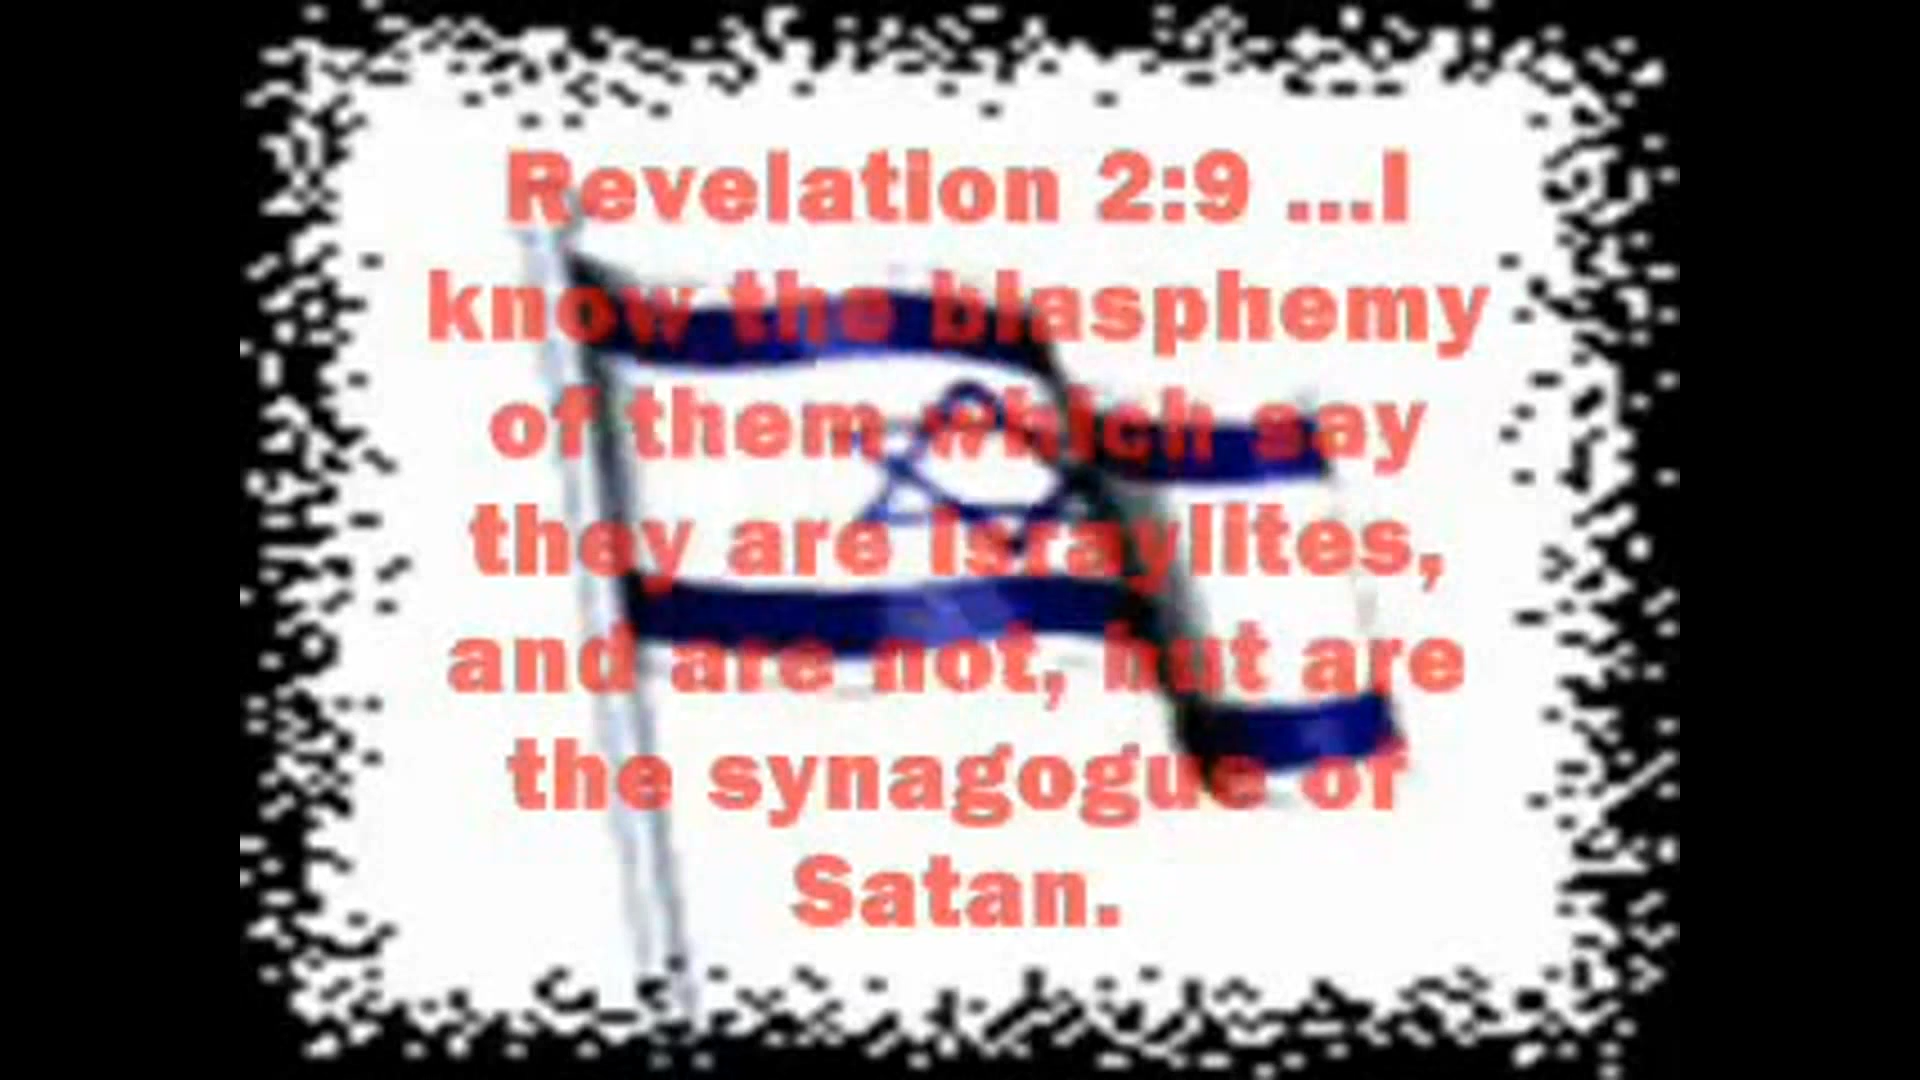 Revelation 2:9 ...I
know the blasphemy
of them which say
they are Israylites,
and are not, but are
the synagogue of
Satan.